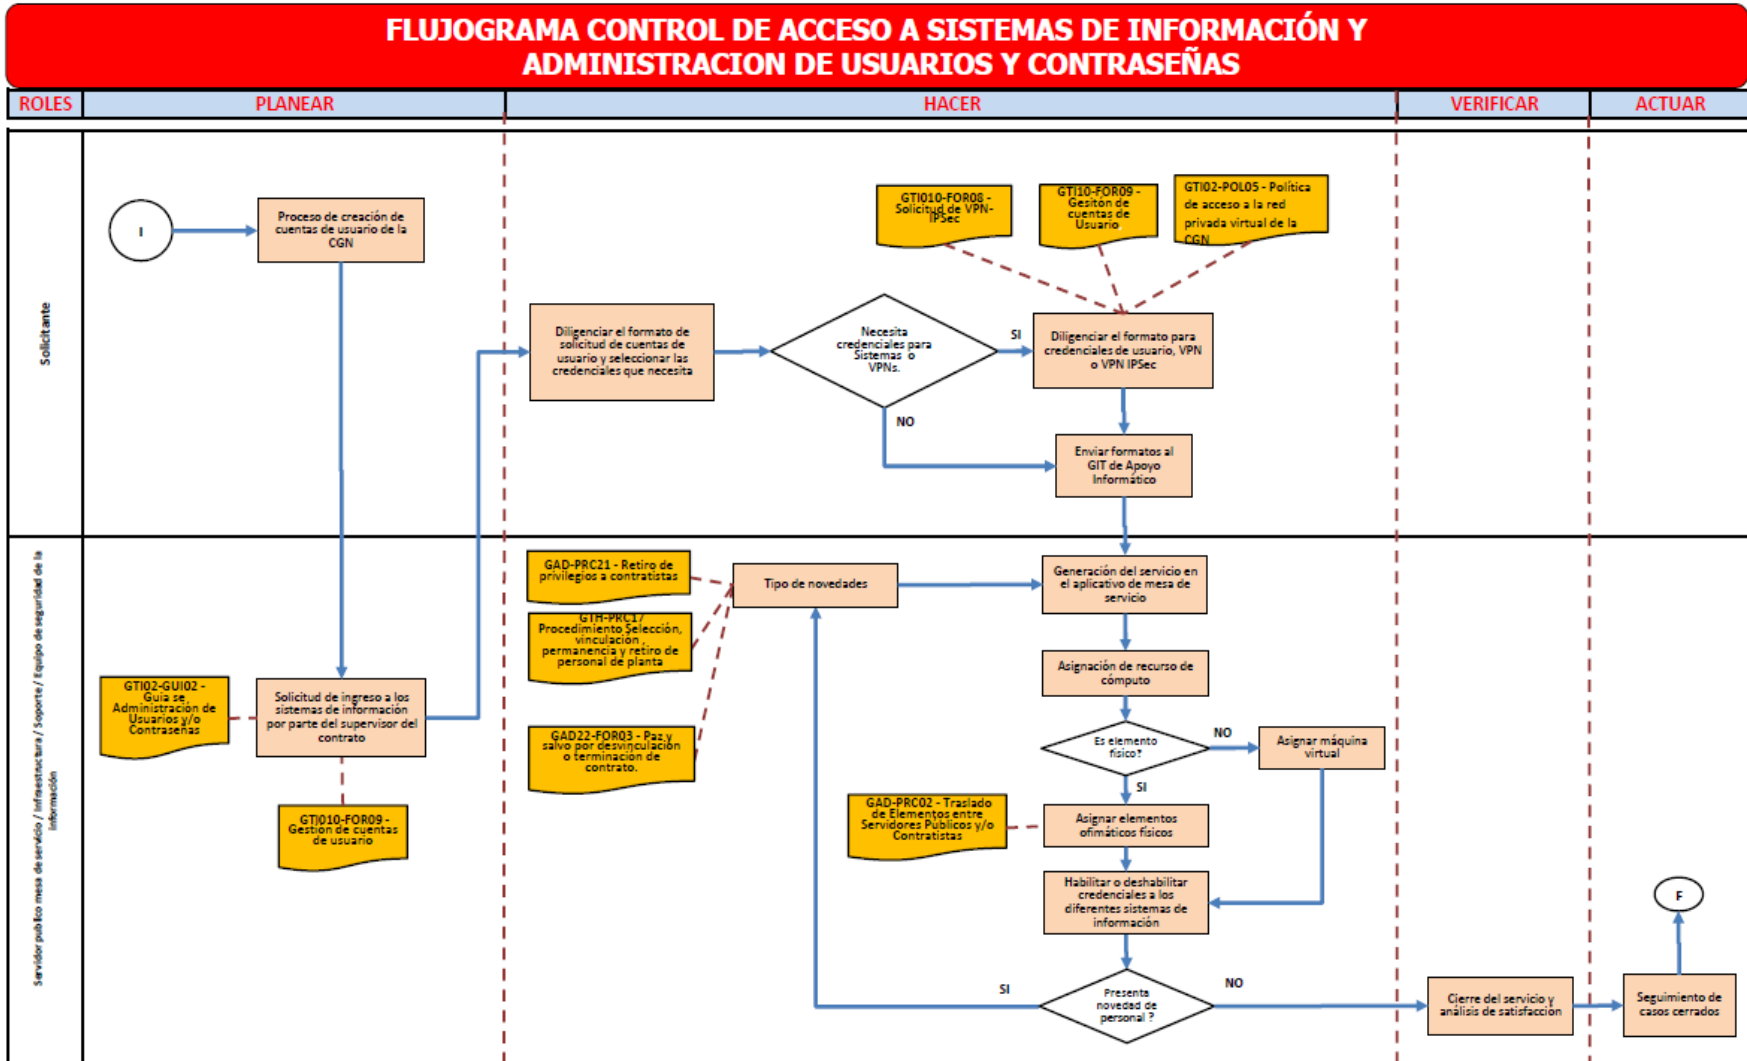 FLUJOGRAMA CONTROL DE ACCESO A SISTEMAS DE INFORMACIÓN Y
ADMINISTRACION DE USUARIOS Y CONTRASEÑAS
ROLES
PLANEAR
HACER
VERIFICAR
ACTUAR
Solicitante
I
Proceso de creación de
cuentas de usuario de la
CGN
GTI010-FOR08 -
Solicitud de VPN-
IPSec
GTI10-FOR09 -
Gesitón de
cuentas de
Usuario.
GTI02-POL05 - Política
de acceso a la red
privada virtual de la
CGN
Diligenciar el formato de
solicitud de cuentas de
usuario y seleccionar las
credenciales que necesita
Necesita
credenciales para
Sistemas o
VPNs.
SI
NO
Diligenciar el formato para
credenciales de usuario, VPN
o VPN IPSec
Enviar formatos al
GIT de Apoyo
Informático
Servidor publico mesa de servicio / Infraestructura / Soporte / Equipo de seguridad de la
información
GTI02-GUI02 -
Guia se
Administración de
Usuarios y/o
Contraseñas
Solicitud de ingreso a los
sistemas de información
por parte del supervisor del
contrato
GTI010-FOR09 -
Gestión de cuentas
de usuario
GAD-PRC21 - Retiro de
privilegios a contratistas
GTH-PRC17
Procedimiento Selección,
vinculación ,
permanencia y retiro de
personal de planta
GAD22-FOR03 - Paz y
salvo por desvinculación
o terminación de
contrato.
Tipo de novedades
Generación del servicio en
el aplicativo de mesa de
servicio
Asignación de recurso de
cómputo
Es elemento
físico?
NO
SI
Asignar máquina
virtual
GAD-PRC02 - Traslado
de Elementos entre
Servidores Públicos y/o
Contratistas
Asignar elementos
ofimáticos físicos
Habilitar o deshabilitar
credenciales a los
diferentes sistemas de
información
Presenta
novedad de
personal ?
SI
NO
Cierre del servicio y
análisis de satisfacción
Seguimiento de
casos cerrados
F